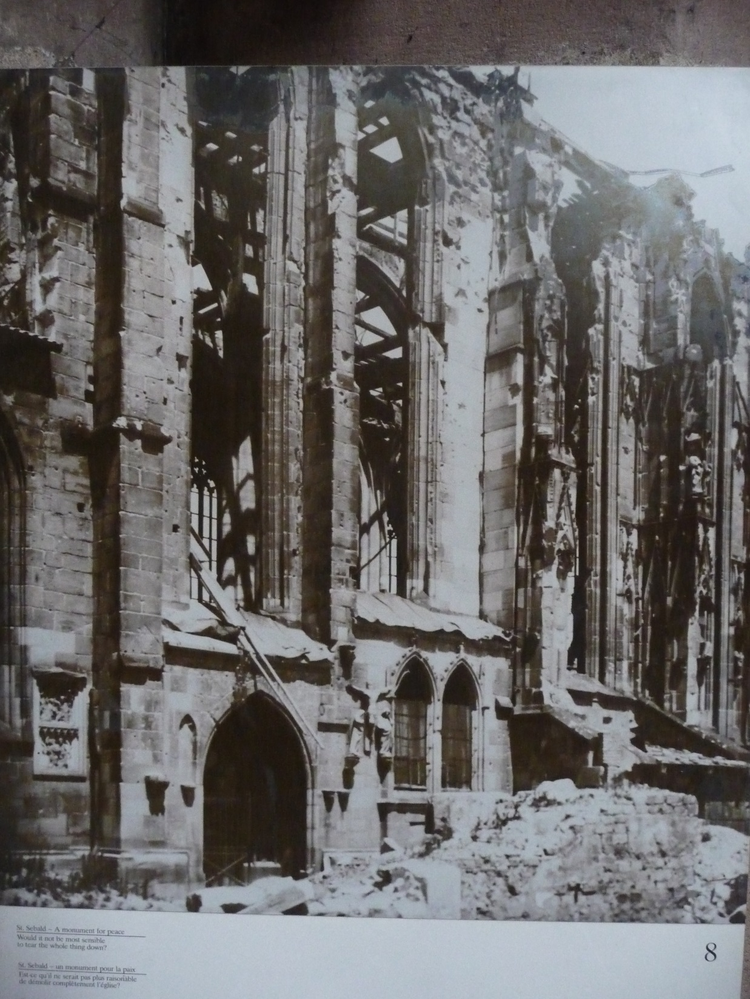 St. Sebald – A monument for peace
Would it not be most sensible
to tear the whole thing down?
St. Sebald – un monument pour la paix
Est-ce qu'il ne serait pas plus raisonable
de démolir complètement l'église?
8